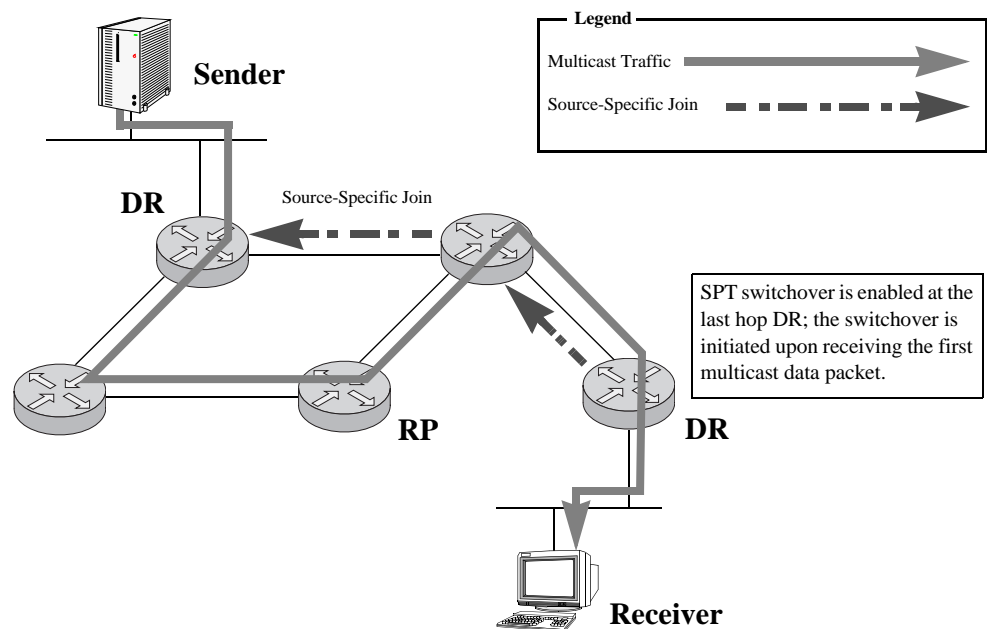 Legend
Multicast Traffic
Source-Specific Join
Sender
DR
Source-Specific Join
SPT switchover is enabled at the
last hop DR; the switchover is
initiated upon receiving the first
multicast data packet.
RP
DR
Receiver